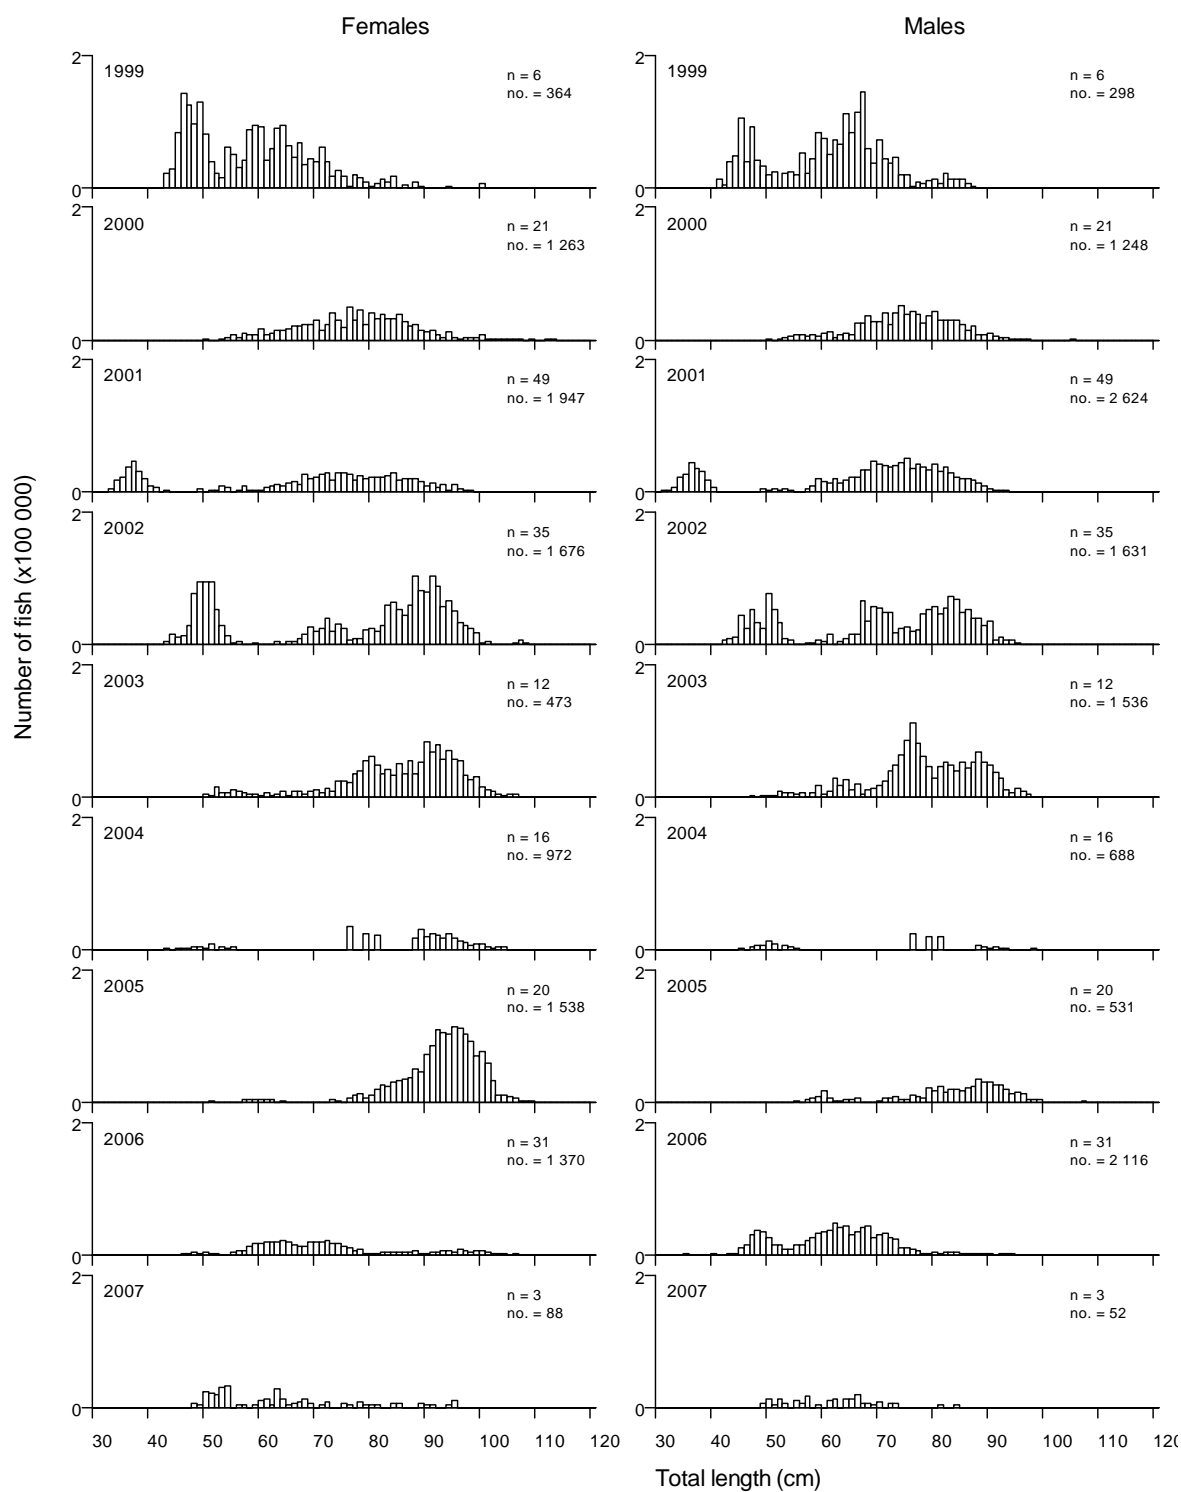 Females Males
2
1999
n = 6
no. = 364
0
2
1999
n = 6
no. = 298
0
2
2000
n = 21
no. = 1 263
0
2
2000
n = 21
no. = 1 248
0
2
2001
n = 49
no. = 1 947
0
2
2001
n = 49
no. = 2 624
0
2
2002
n = 35
no. = 1 676
0
2
2002
n = 35
no. = 1 631
0
2
2003
n = 12
no. = 473
0
2
2003
n = 12
no. = 1 536
0
2
2004
n = 16
no. = 972
0
2
2004
n = 16
no. = 688
0
2
2005
n = 20
no. = 1 538
0
2
2005
n = 20
no. = 531
0
2
2006
n = 31
no. = 1 370
0
2
2006
n = 31
no. = 2 116
0
2
2007
n = 3
no. = 88
0
2
2007
n = 3
no. = 52
0
30 40 50 60 70 80 90 100 110 120
30 40 50 60 70 80 90 100 110 120
Number of fish (x100 000)
Total length (cm)